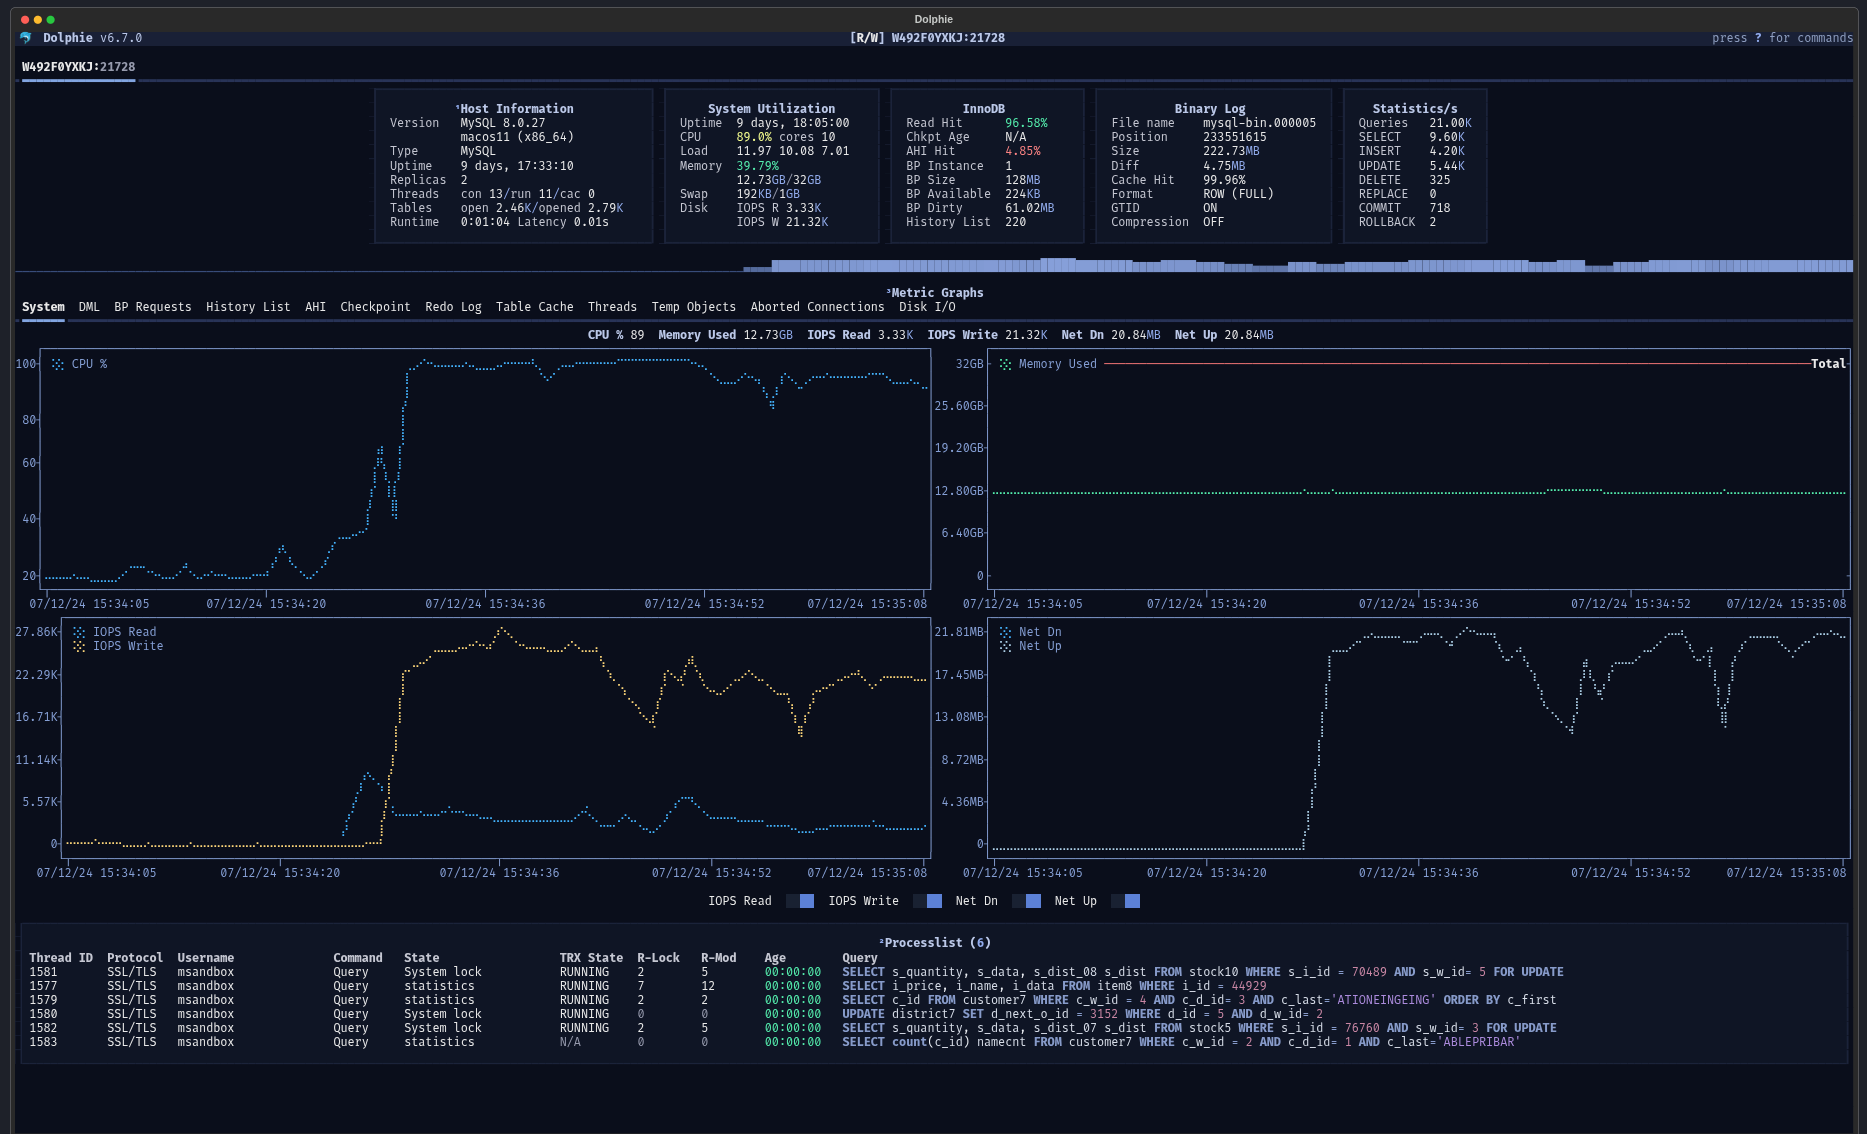 Dolphie
Dolphie v6.7.0 [R/W] W492F0YXKJ:21728 press ? for commands
W492F0YXKJ:21728
¹Host Information
Version MySQL 8.0.27
macos11 (x86_64)
Type MySQL
Uptime 9 days, 17:33:10
Replicas 2
Threads con 13/run 11/cac 0
Tables open 2.46K/opened 2.79K
Runtime 0:01:04 Latency 0.01s
System Utilization
Uptime 9 days, 18:05:00
CPU 89.0% cores 10
Load 11.97 10.08 7.01
Memory 39.79%
12.73GB/32GB
Swap 192KB/1GB
Disk IOPS R 3.33K
IOPS W 21.32K
InnoDB
Read Hit 96.58%
Chkpt Age N/A
AHI Hit 4.85%
BP Instance 1
BP Size 128MB
BP Available 224KB
BP Dirty 61.02MB
History List 220
Binary Log
File name mysql-bin.000005
Position 233551615
Size 222.73MB
Diff 4.75MB
Cache Hit 99.96%
Format ROW (FULL)
GTID ON
Compression OFF
Statistics/s
Queries 21.00K
SELECT 9.60K
INSERT 4.20K
UPDATE 5.44K
DELETE 325
REPLACE 0
COMMIT 718
ROLLBACK 2
³Metric Graphs
System DML BP Requests History List AHI Checkpoint Redo Log Table Cache Threads Temp Objects Aborted Connections Disk I/O
CPU % 89 Memory Used 12.73GB IOPS Read 3.33K IOPS Write 21.32K Net Dn 20.84MB Net Up 20.84MB
CPU %
100
80
60
40
20
07/12/24 15:34:05 07/12/24 15:34:20 07/12/24 15:34:36 07/12/24 15:34:52 07/12/24 15:35:08
32GB Memory Used Total
25.60GB
19.20GB
12.80GB
6.40GB
0
07/12/24 15:34:05 07/12/24 15:34:20 07/12/24 15:34:36 07/12/24 15:34:52 07/12/24 15:35:08
27.86K IOPS Read
IOPS Write
22.29K
16.71K
11.14K
5.57K
0
07/12/24 15:34:05 07/12/24 15:34:20 07/12/24 15:34:36 07/12/24 15:34:52 07/12/24 15:35:08
21.81MB Net Dn
Net Up
17.45MB
13.08MB
8.72MB
4.36MB
0
07/12/24 15:34:05 07/12/24 15:34:20 07/12/24 15:34:36 07/12/24 15:34:52 07/12/24 15:35:08
IOPS Read IOPS Write Net Dn Net Up
²Processlist (6)
Thread ID Protocol Username Command State TRX State R-Lock R-Mod Age Query
1581 SSL/TLS msandbox Query System lock RUNNING 2 5 00:00:00 SELECT s_quantity, s_data, s_dist_08 s_dist FROM stock10 WHERE s_i_id = 70489 AND s_w_id= 5 FOR UPDATE
1577 SSL/TLS msandbox Query statistics RUNNING 7 12 00:00:00 SELECT i_price, i_name, i_data FROM item8 WHERE i_id = 44929
1579 SSL/TLS msandbox Query statistics RUNNING 2 2 00:00:00 SELECT c_id FROM customer7 WHERE c_w_id = 4 AND c_d_id= 3 AND c_last='ATIONEINGEING' ORDER BY c_first
1580 SSL/TLS msandbox Query System lock RUNNING 0 0 00:00:00 UPDATE district7 SET d_next_o_id = 3152 WHERE d_id = 5 AND d_w_id= 2
1582 SSL/TLS msandbox Query System lock RUNNING 2 5 00:00:00 SELECT s_quantity, s_data, s_dist_07 s_dist FROM stock5 WHERE s_i_id = 76760 AND s_w_id= 3 FOR UPDATE
1583 SSL/TLS msandbox Query statistics N/A 0 0 00:00:00 SELECT count(c_id) namecnt FROM customer7 WHERE c_w_id = 2 AND c_d_id= 1 AND c_last='ABLEPRIBAR'